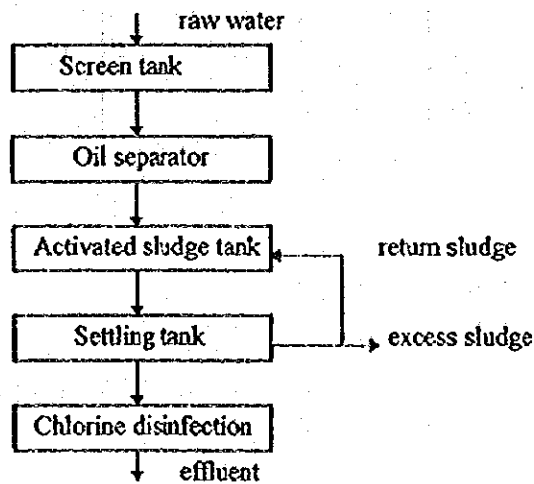 raw water
Screen tank
Oil separator
Activated sludge tank
return sludge
Settling tank
excess sludge
Chlorine disinfection
effluent